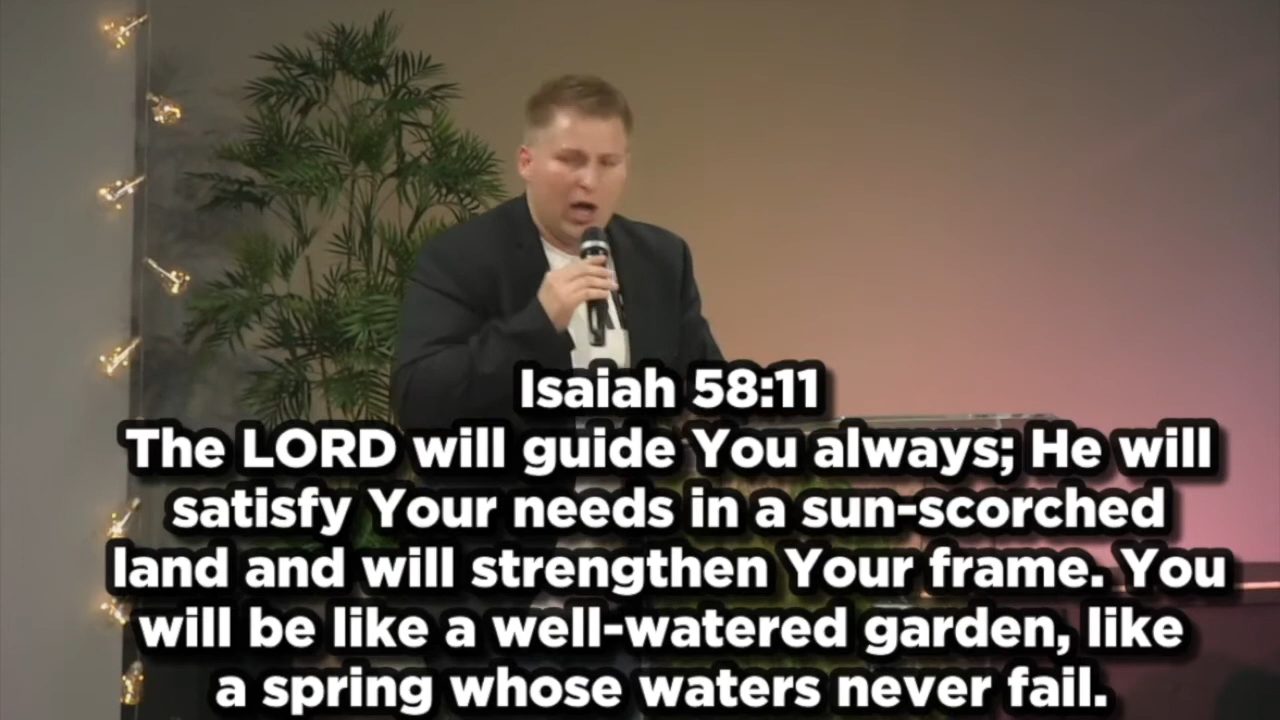 Isaiah 58:11
The LORD will guide You always; He will
satisfy Your needs in a sun-scorched
land and will strengthen Your frame. You
will be like a well-watered garden, like
a spring whose waters never fail.